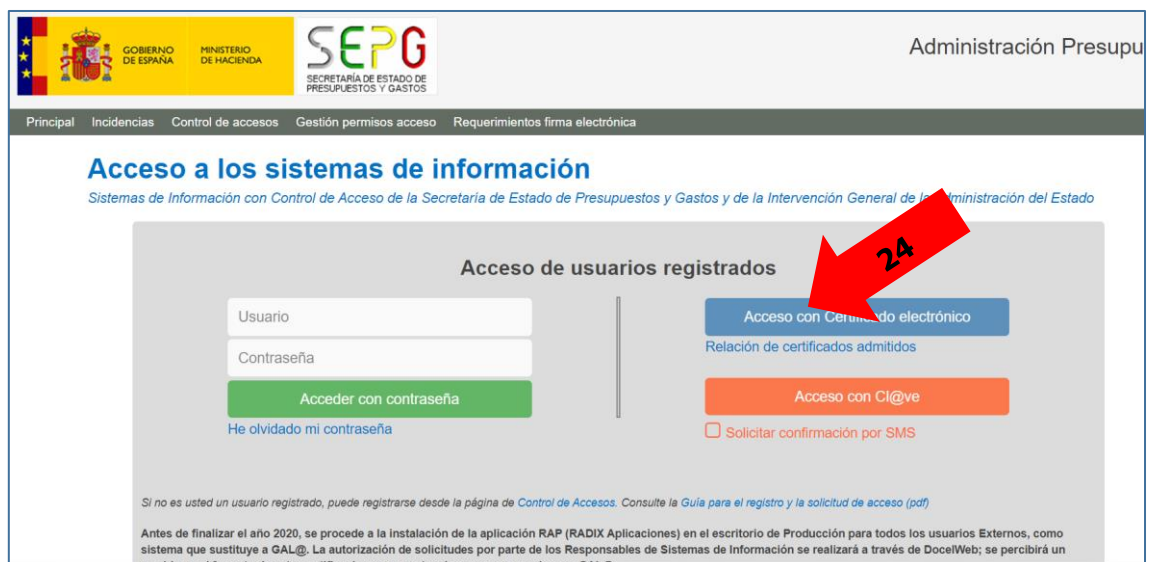 GOBIERNO
DE ESPAÑA
MINISTERIO
DE HACIENDA
SEPG
SECRETARÍA DE ESTADO DE
PRESUPUESTOS Y GASTOS
Administración Presupu
Principal Incidencias Control de accesos Gestión permisos acceso Requerimientos firma electrónica
Acceso a los sistemas de información
Sistemas de Información con Control de Acceso de la Secretaría de Estado de Presupuestos y Gastos y de la Intervención General de la Administración del Estado
24
Acceso de usuarios registrados
Usuario
Contraseña
Acceder con contraseña
He olvidado mi contraseña
Acceso con Certificado electrónico
Relación de certificados admitidos
Acceso con Cl@ve
Solicitar confirmación por SMS
Si no es usted un usuario registrado, puede registrarse desde la página de Control de Accesos. Consulte la Guía para el registro y la solicitud de acceso (pdf)
Antes de finalizar el año 2020, se procede a la instalación de la aplicación RAP (RADIX Aplicaciones) en el escritorio de Producción para todos los usuarios Externos, como
sistema que sustituye a GAL@. La autorización de solicitudes por parte de los Responsables de Sistemas de Información se realizará a través de DocelWeb; se percibirá un